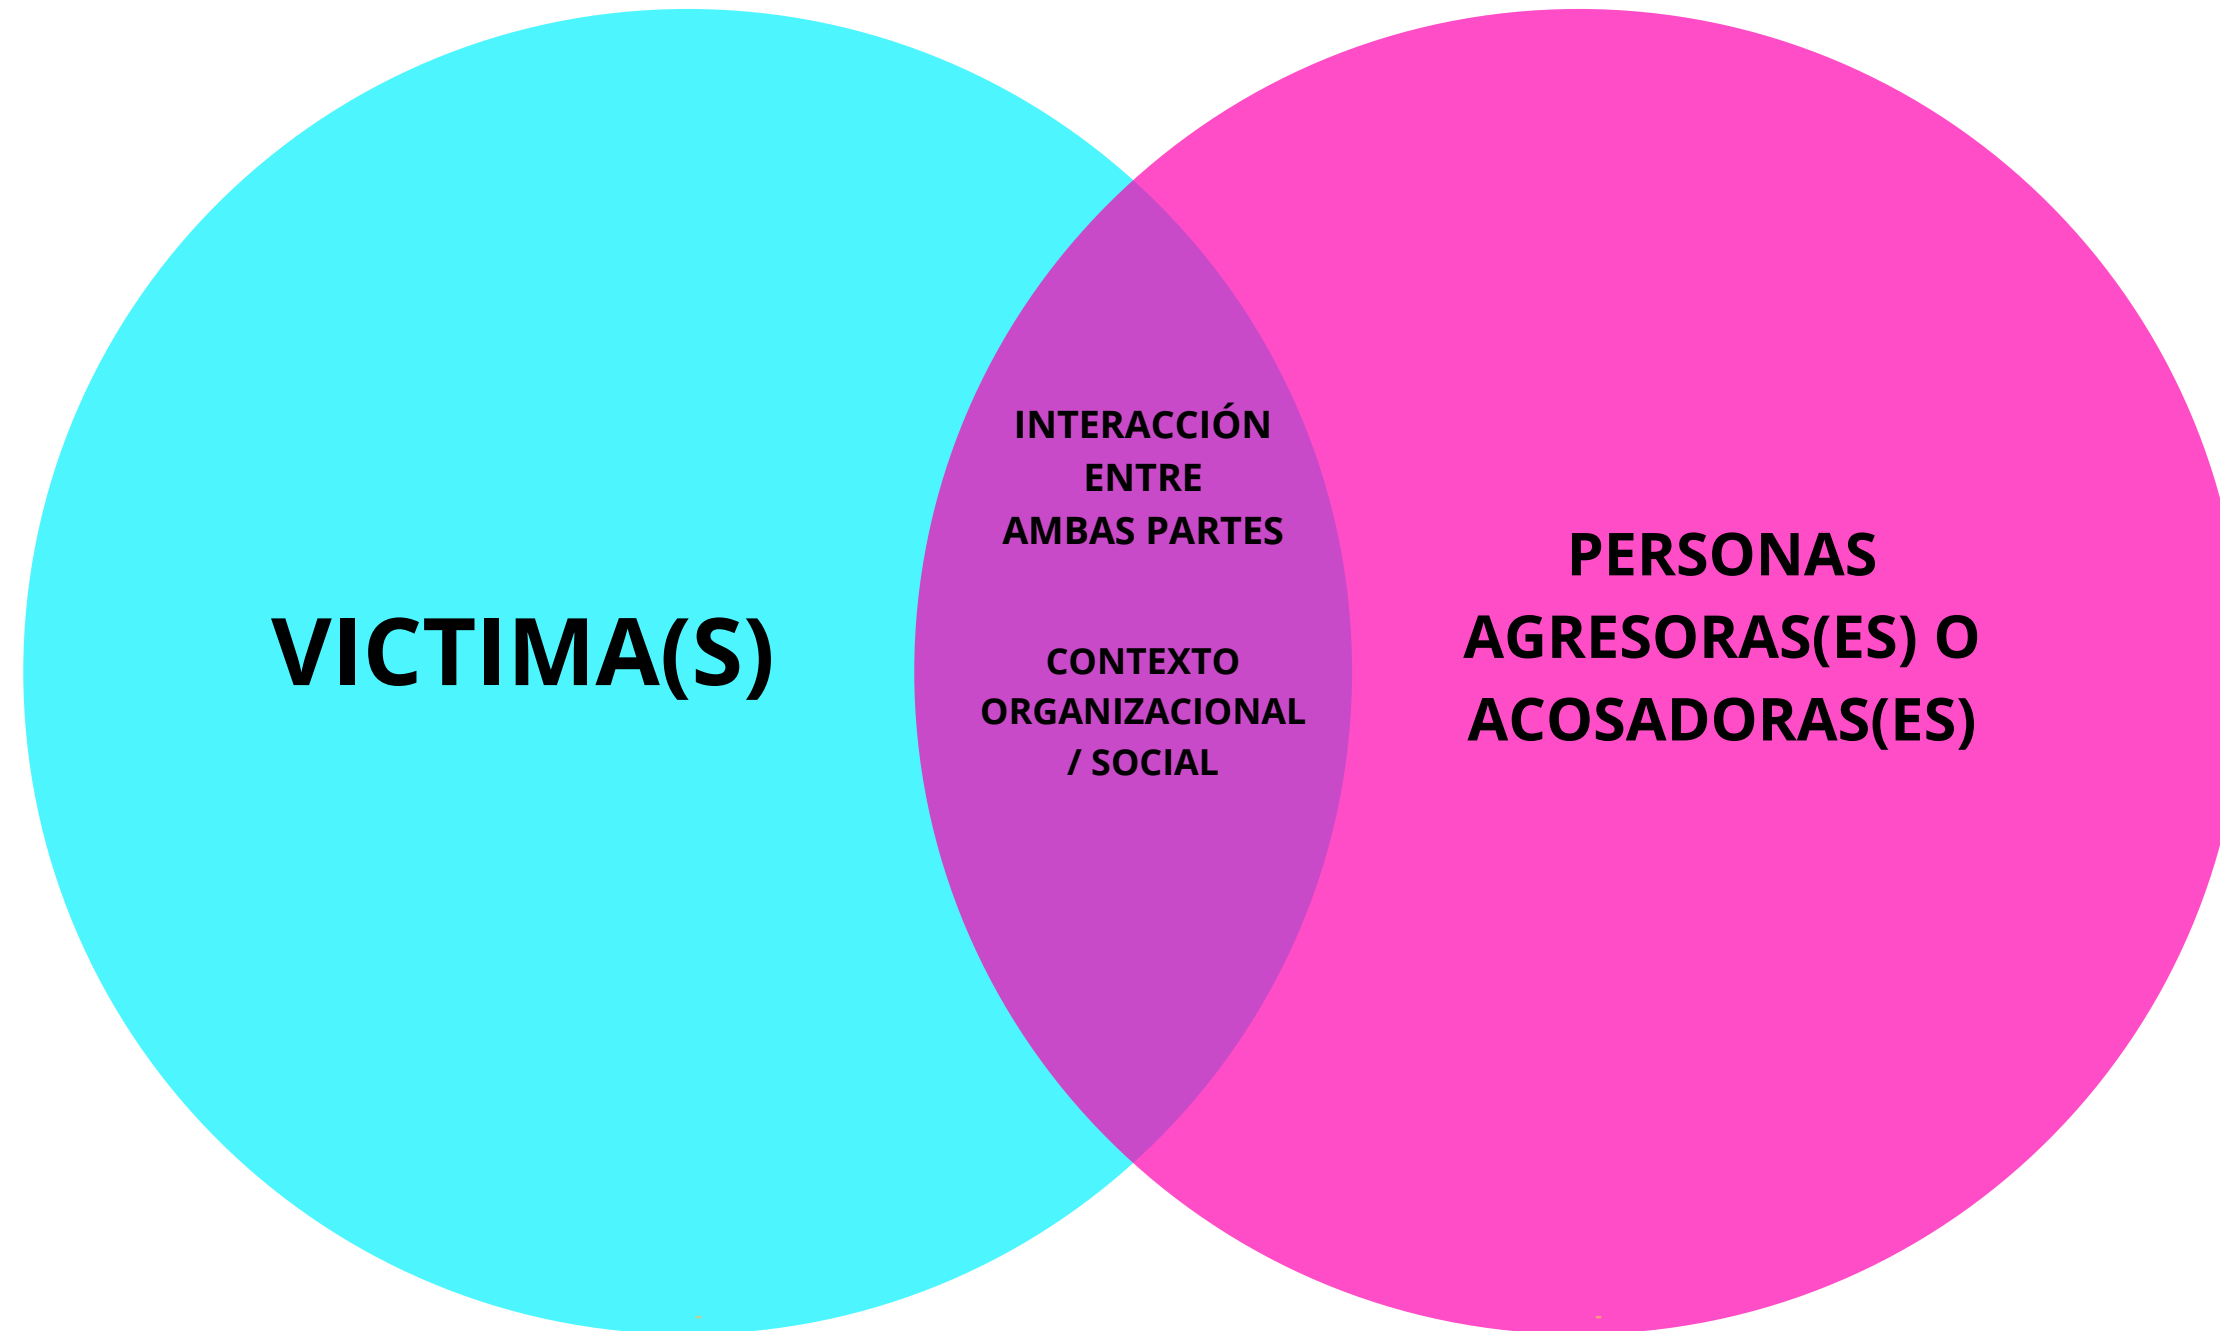 VICTIMA(S)
INTERACCIÓN
ENTRE
AMBAS PARTES
CONTEXTO
ORGANIZACIONAL
/ SOCIAL
PERSONAS
AGRESORAS(ES) O
ACOSADORAS(ES)